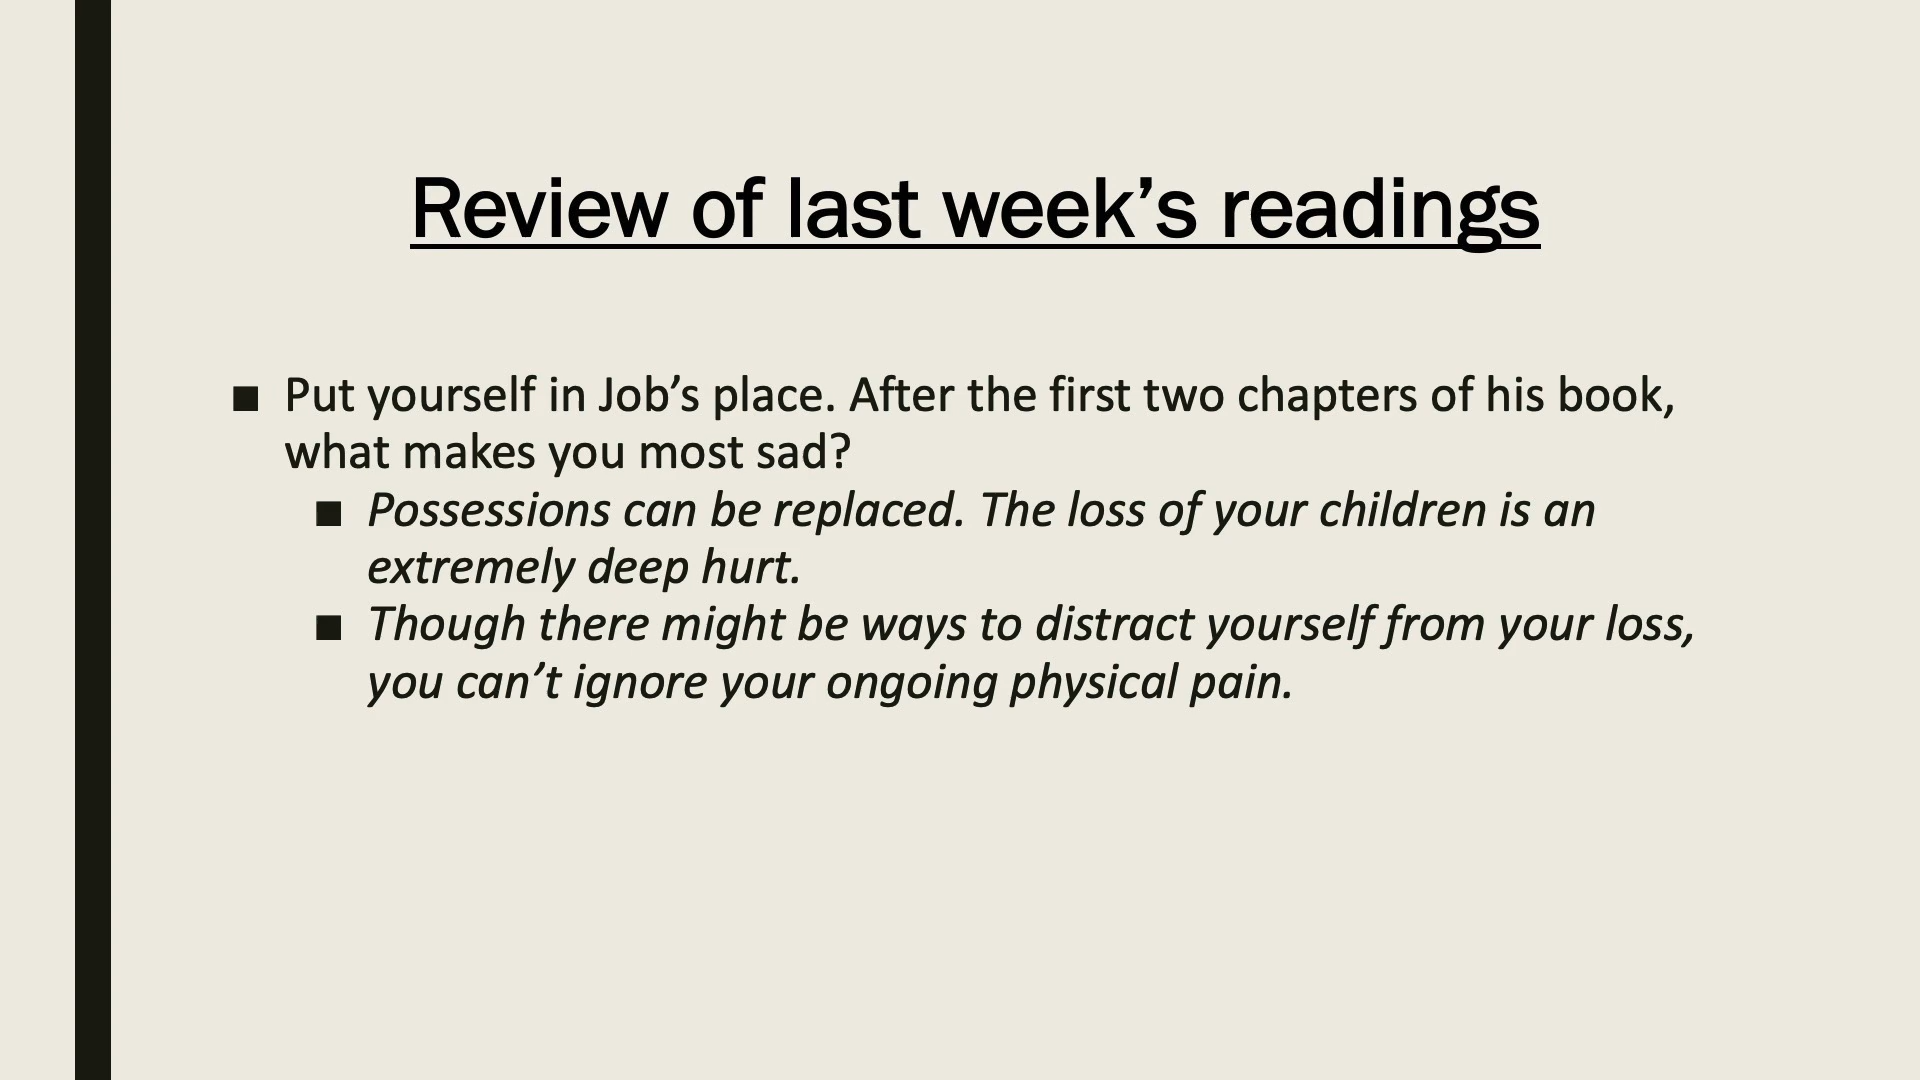 Review of last week’s readings
■ Put yourself in Job’s place. After the first two chapters of his book,
what makes you most sad?
■ Possessions can be replaced. The loss of your children is an
extremely deep hurt.
■ Though there might be ways to distract yourself from your loss,
you can’t ignore your ongoing physical pain.